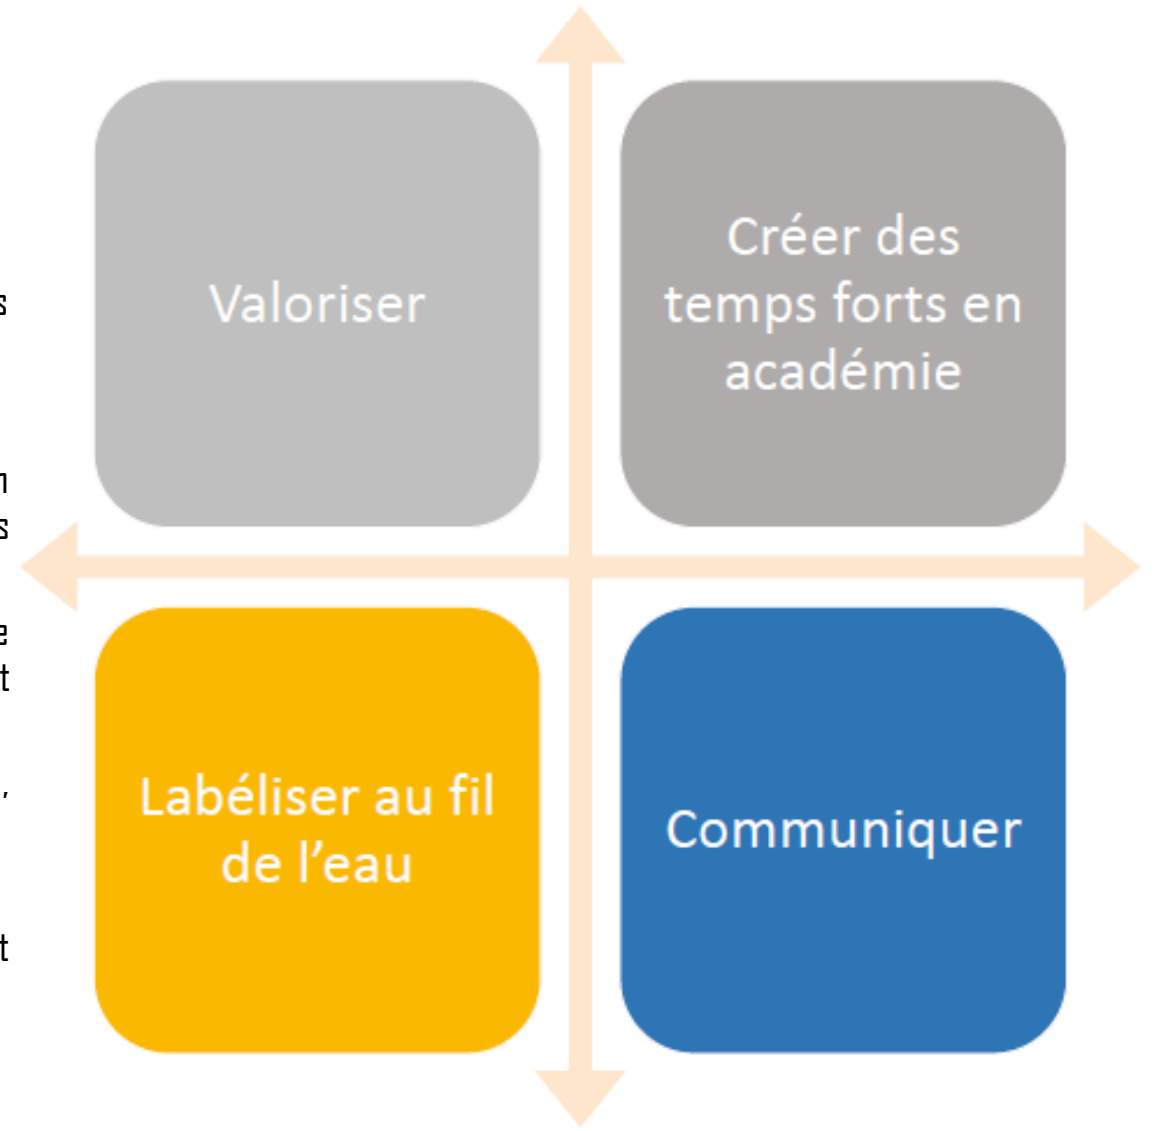 Valoriser
Créer des
temps forts en
académie
Labéliser au fil
de l’eau
Communiquer